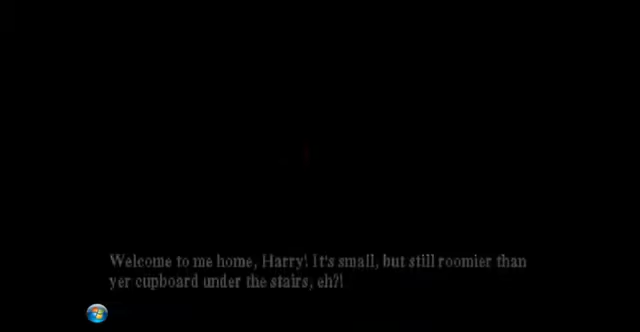 Welcome to me home, Harry! It's small, but still roomier than
yer cupboard under the stairs, eh?!